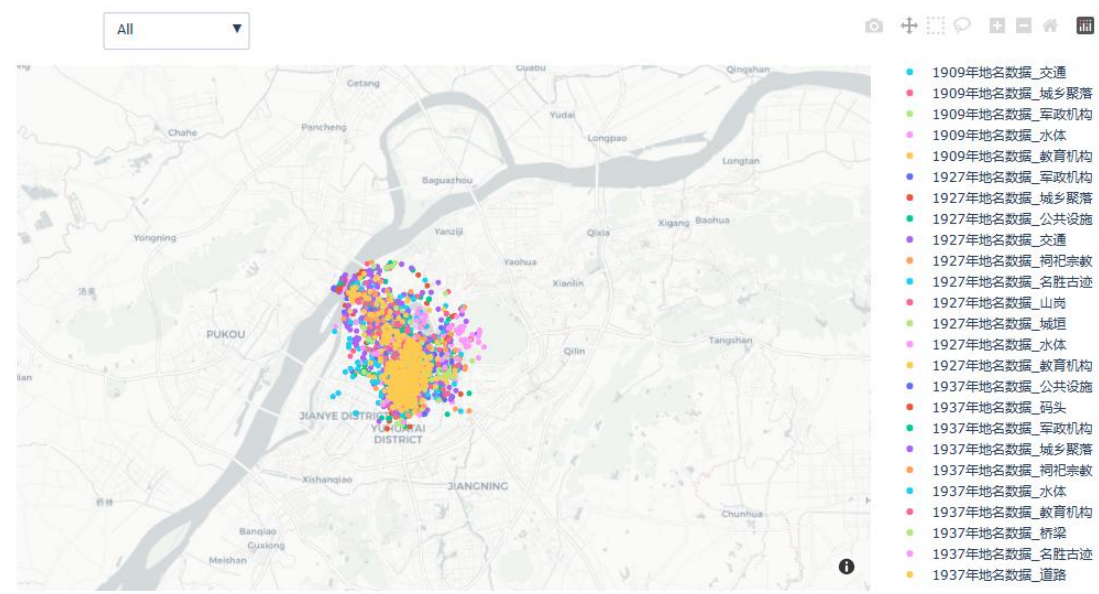 All
Guabu
Qingshan
Getang
Yudai
Pancheng
Chahe
Longpao
Longtan
Baguazhou
Xigang
Baohua
Yanziji
Qixia
Yongning
Yaohua
Xianlin
汤泉
PUKOU
Tangshan
Qilin
lian
JIANYE DISTRICT
YUHUATAI
DISTRICT
Xishanqiao
JIANGNING
桥林
Chunhua
Banqiao
Guxiong
Meishan
1909年地名数据_交通
1909年地名数据_城乡聚落
1909年地名数据_军政机构
1909年地名数据_水体
1909年地名数据_教育机构
1927年地名数据_军政机构
1927年地名数据_城乡聚落
1927年地名数据_公共设施
1927年地名数据_交通
1927年地名数据_祠祀宗教
1927年地名数据_名胜古迹
1927年地名数据_山岗
1927年地名数据_城垣
1927年地名数据_水体
1927年地名数据_教育机构
1937年地名数据_公共设施
1937年地名数据_码头
1937年地名数据_军政机构
1937年地名数据_城乡聚落
1937年地名数据_祠祀宗教
1937年地名数据_水体
1937年地名数据_教育机构
1937年地名数据_桥梁
1937年地名数据_名胜古迹
1937年地名数据_道路